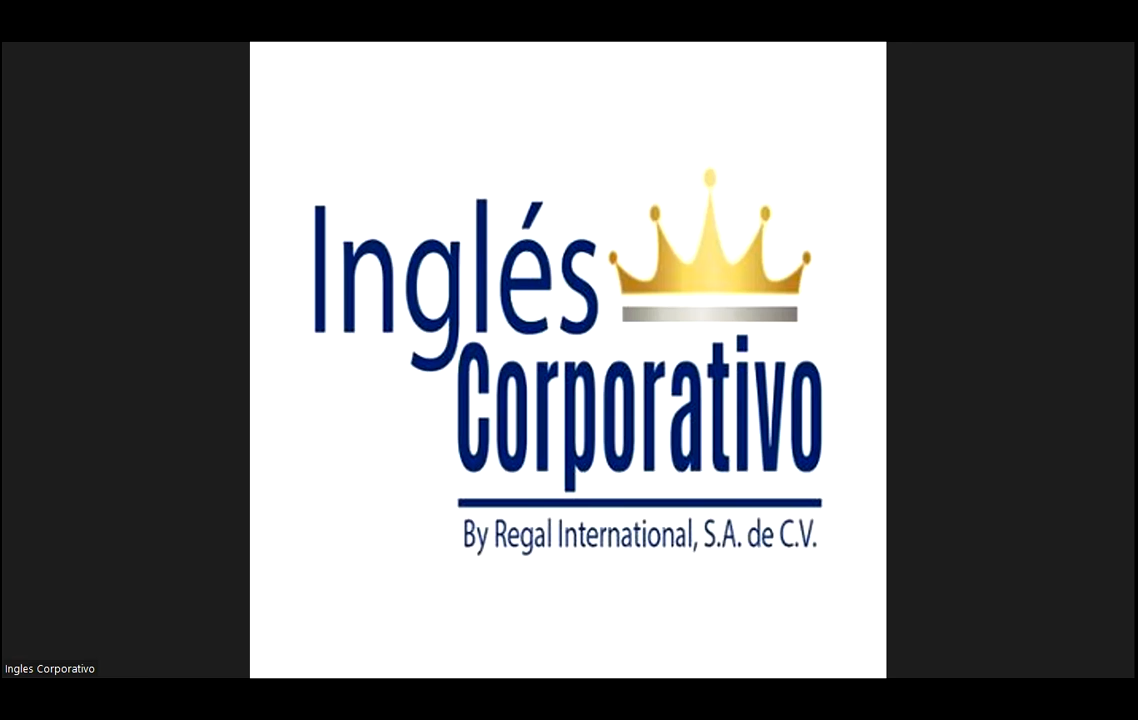 Inglés
Corporativo
By Regal International, S.A. de C.V.
Ingles Corporativo